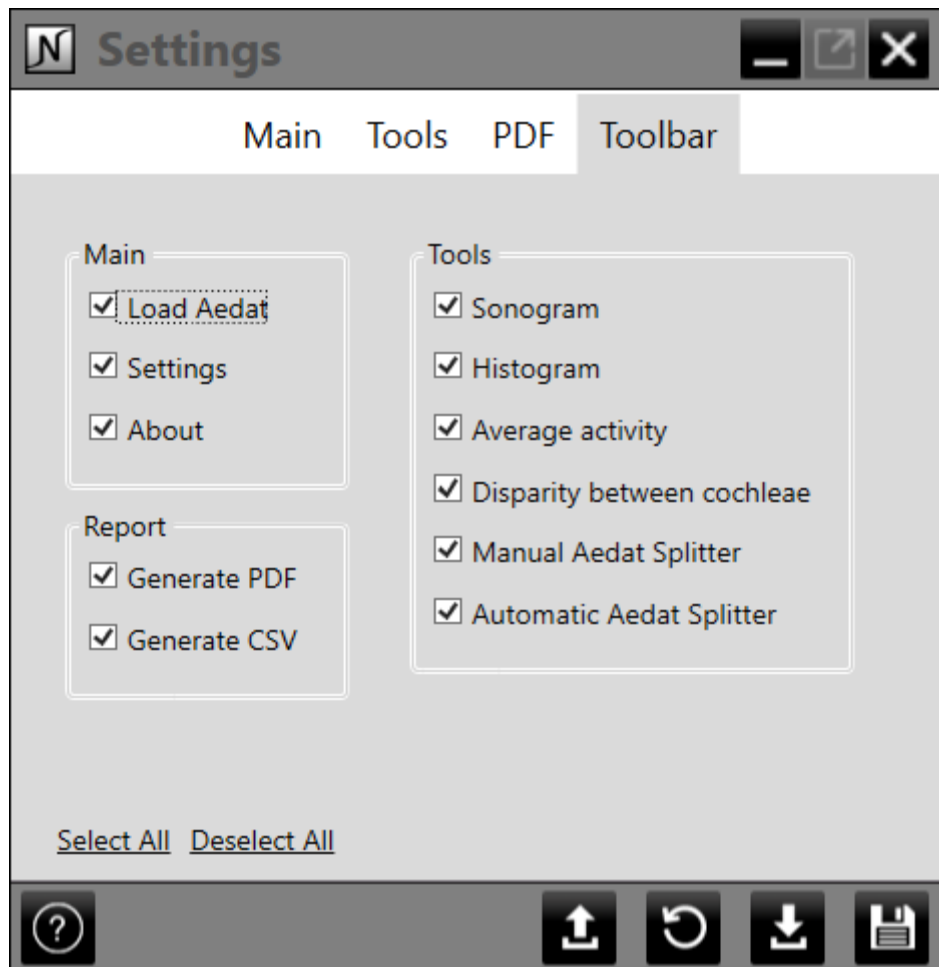 N Settings
Main Tools PDF Toolbar
Main
Load Aedat
Settings
About
Report
Generate PDF
Generate CSV
Tools
Sonogram
Histogram
Average activity
Disparity between cochleae
Manual Aedat Splitter
Automatic Aedat Splitter
Select All Deselect All
?